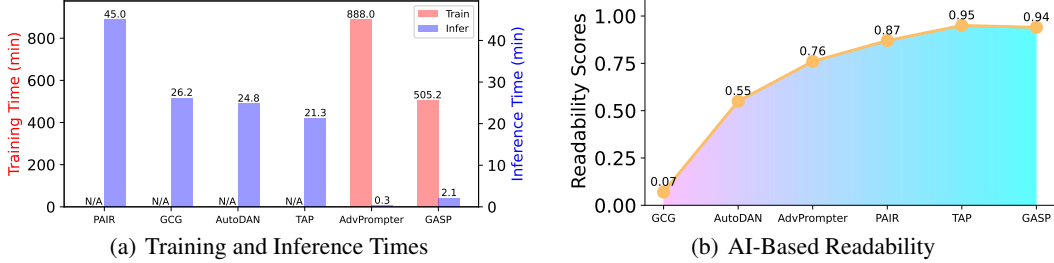 Training Time (min)
800
600
400
200
0
45.0
26.2
24.8
21.3
888.0
0.3
505.2
2.1
N/A
N/A
N/A
N/A
Train
Infer
40
30
20
10
0
Inference Time (min)
PAIR GCG AutoDAN TAP AdvPrompter GASP
(a) Training and Inference Times
Readability Scores
1.00
0.75
0.50
0.25
0.00
0.07
0.55
0.76
0.87
0.95
0.94
GCG AutoDAN AdvPrompter PAIR TAP GASP
(b) AI-Based Readability